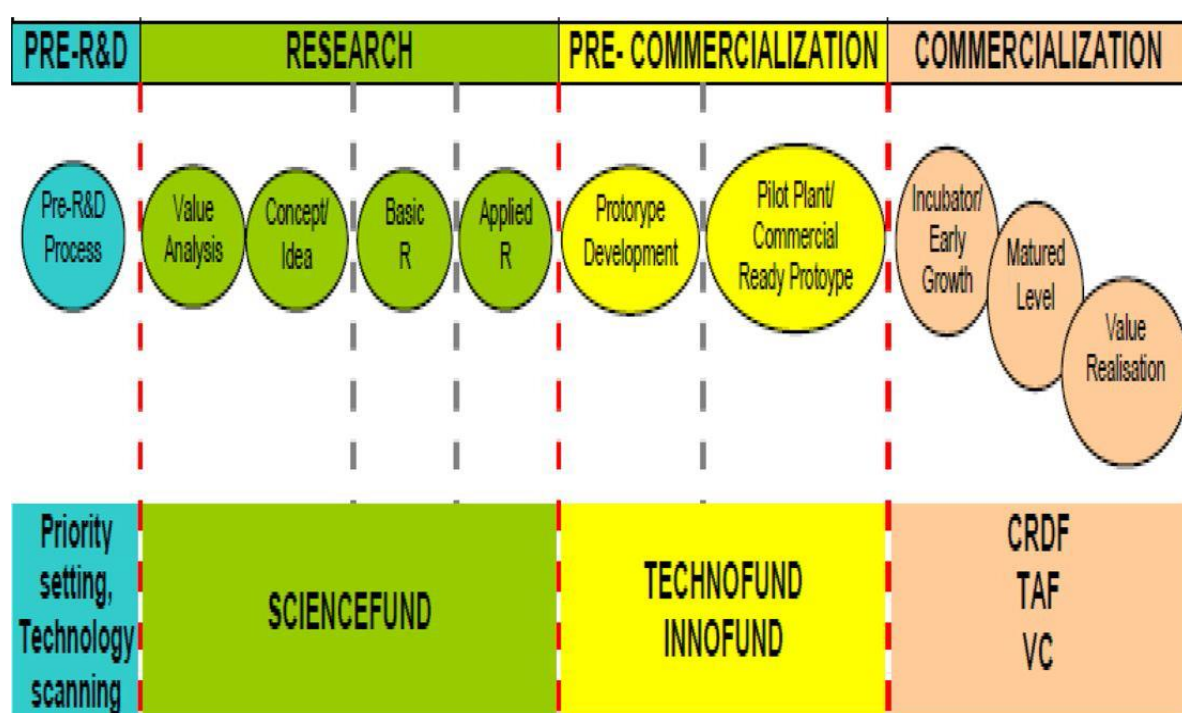 PRE-R&D
RESEARCH
PRE- COMMERCIALIZATION
COMMERCIALIZATION
Pre-R&D
Process
Value
Analysis
Concept/
Idea
Basic
R
Applied
R
Protorype
Development
Pilot Plant/
Commercial
Ready Protoype
Incubator/
Early
Growth
Matured
Level
Value
Realisation
Priority
setting,
Technology
scanning
SCIENCEFUND
TECHNOFUND
INNOFUND
CRDF
TAF
VC